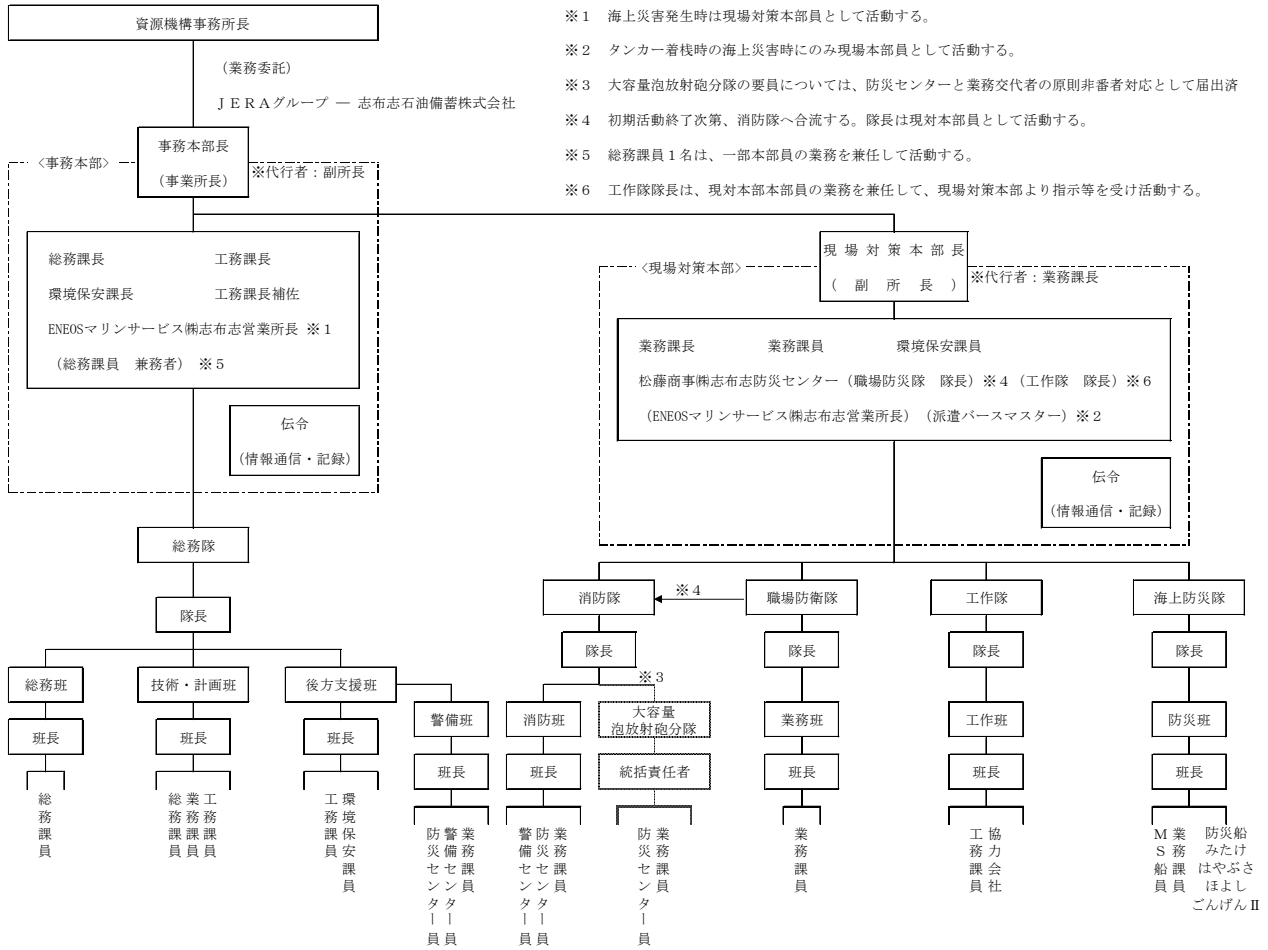 資源機構事務所長
(業務委託)
ＪＥＲＡグループ ― 志布志石油備蓄株式会社
※１　海上災害発生時は現場対策本部員として活動する。
※２　タンカー着桟時の海上災害時にのみ現場本部員として活動する。
※３　大容量泡放射砲分隊の要員については、防災センターと業務交代者の原則非番者対応として届出済
※４　初期活動終了次第、消防隊へ合流する。隊長は現対本部員として活動する。
※５　総務課員１名は、一部本部員の業務を兼任して活動する。
※６　工作隊隊長は、現対本部本部員の業務を兼任して、現場対策本部より指示等を受け活動する。
〈事務本部〉
事務本部長
(事業所長)
※代行者：副所長
総務課長　工務課長
環境保安課長　工務課長補佐
ENEOSマリンサービス㈱志布志営業所長 ※１
(総務課員　兼務者) ※５
伝令
(情報通信・記録)
〈現場対策本部〉
現場対策本部長
(副所長)
※代行者：業務課長
業務課長　業務課員　環境保安課員
松藤商事㈱志布志防災センター (職場防災隊　隊長) ※４ (工作隊　隊長) ※６
(ENEOSマリンサービス㈱志布志営業所長) (派遣バースマスター) ※２
伝令
(情報通信・記録)
総務隊
隊長
総務班　技術・計画班　後方支援班
警備班
班長　班長　班長
班長
総務課員
工務課員
業務課員
総務課員
環境保安課員
工務課員
業務課員
警備センター員
防災センター員
消防隊　※４　職場防衛隊　工作隊　海上防災隊
隊長　隊長　隊長　隊長
※３
消防班　大容量
泡放射砲分隊　業務班　工作班　防災班
班長　統括責任者　班長　班長　班長
業務課員
防災センター員
警備センター員
業務課員
防災センター員
業務課員
協力会社
工務課員
業務課員
ＭＳ船員
防災船
みたけ
はやぶさ
ほよし
ごんげんⅡ